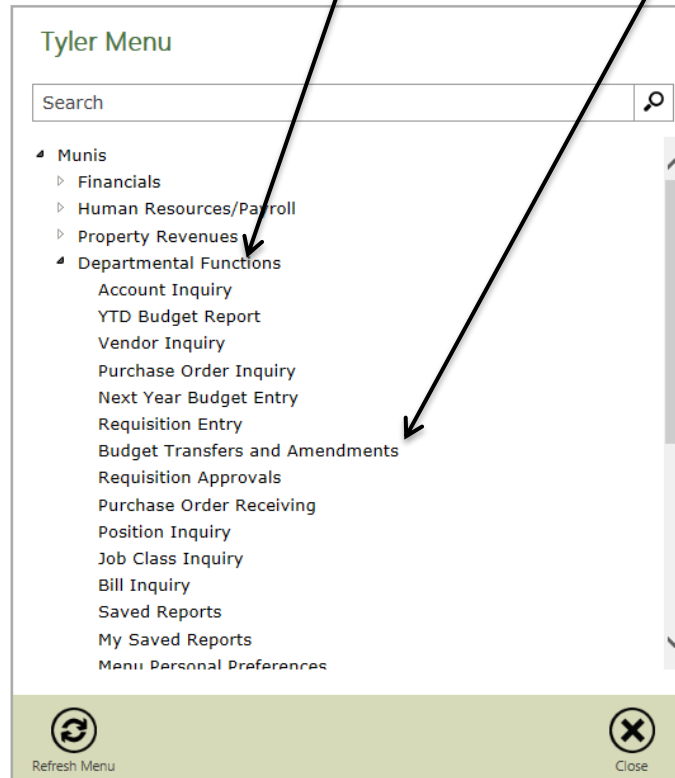 Tyler Menu
Search
Munis
Financials
Human Resources/Payroll
Property Revenues
Departmental Functions
Account Inquiry
YTD Budget Report
Vendor Inquiry
Purchase Order Inquiry
Next Year Budget Entry
Requisition Entry
Budget Transfers and Amendments
Requisition Approvals
Purchase Order Receiving
Position Inquiry
Job Class Inquiry
Bill Inquiry
Saved Reports
My Saved Reports
Menu Personal Preferences
Refresh Menu
Close